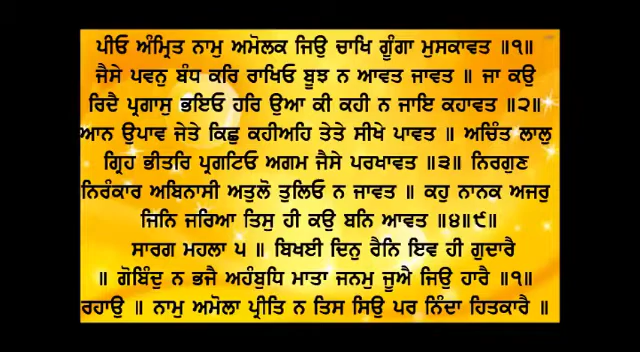 ਪੀਓ ਅੰਮ੍ਰਿਤ ਨਾਮੁ ਅਮੋਲਕ ਜਿਉ ਚਾਖਿ ਗੂੰਗਾ ਮੁਸਕਾਵਤ ॥੧॥
ਜੈਸੇ ਪਵਨੁ ਬੰਧ ਕਰਿ ਰਾਖਿਓ ਬੂਝ ਨ ਆਵਤ ਜਾਵਤ ॥ ਜਾ ਕਉ
ਰਿਦੈ ਪ੍ਰਗਾਸੁ ਭਇਓ ਹਰਿ ਉਆ ਕੀ ਕਹੀ ਨ ਜਾਇ ਕਹਾਵਤ ॥੨॥
ਆਨ ਉਪਾਵ ਜੇਤੇ ਕਿਛੁ ਕਹੀਅਹਿ ਤੇਤੇ ਸੀਖੇ ਪਾਵਤ ॥ ਅਚਿੰਤ ਲਾਲੁ
ਗ੍ਰਿਹ ਭੀਤਰਿ ਪ੍ਰਗਟਿਓ ਅਗਮ ਜੈਸੇ ਪਰਖਾਵਤ ॥੩॥ ਨਿਰਗੁਣ
ਨਿਰੰਕਾਰ ਅਬਿਨਾਸੀ ਅਤੁਲੋ ਤੁਲਿਓ ਨ ਜਾਵਤ ॥ ਕਹੁ ਨਾਨਕ ਅਜਰੁ
ਜਿਨਿ ਜਰਿਆ ਤਿਸੁ ਹੀ ਕਉ ਬਨਿ ਆਵਤ ॥੪॥੯॥
ਸਾਰਗ ਮਹਲਾ ੫ ॥ ਬਿਖਈ ਦਿਨੁ ਰੈਨਿ ਇਵ ਹੀ ਗੁਦਾਰੈ
॥ ਗੋਬਿੰਦੁ ਨ ਭਜੈ ਅਹੰਬੁਧਿ ਮਾਤਾ ਜਨਮੁ ਜੂਐ ਜਿਉ ਹਾਰੈ ॥੧॥
ਰਹਾਉ ॥ ਨਾਮੁ ਅਮੋਲਾ ਪ੍ਰੀਤਿ ਨ ਤਿਸ ਸਿਉ ਪਰ ਨਿੰਦਾ ਹਿਤਕਾਰੈ ॥